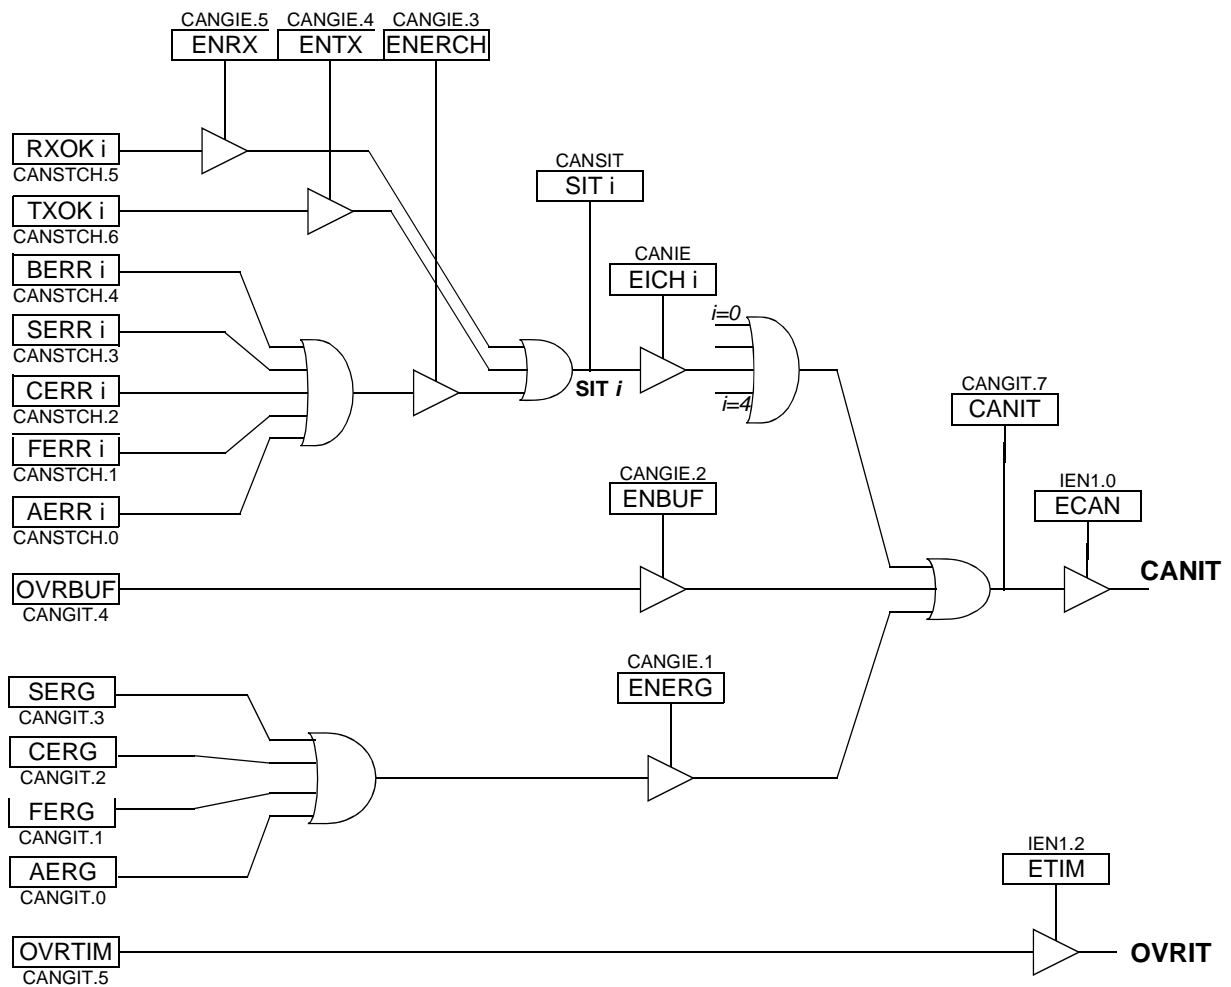 CANGIE.5 CANGIE.4 CANGIE.3
ENRX ENTX ENERCH
RXOK i
CANSTCH.5
TXOK i
CANSTCH.6
BERR i
CANSTCH.4
SERR i
CANSTCH.3
CERR i
CANSTCH.2
FERR i
CANSTCH.1
AERR i
CANSTCH.0
CANSIT
SIT i
SIT i
CANIE
EICH i
i=0
i=4
CANGIT.7
CANIT
IEN1.0
ECAN
CANIT
CANGIE.2
ENBUF
OVRBUF
CANGIT.4
CANGIE.1
ENERG
SERG
CANGIT.3
CERG
CANGIT.2
FERG
CANGIT.1
AERG
CANGIT.0
IEN1.2
ETIM
OVRTIM
CANGIT.5
OVRIT